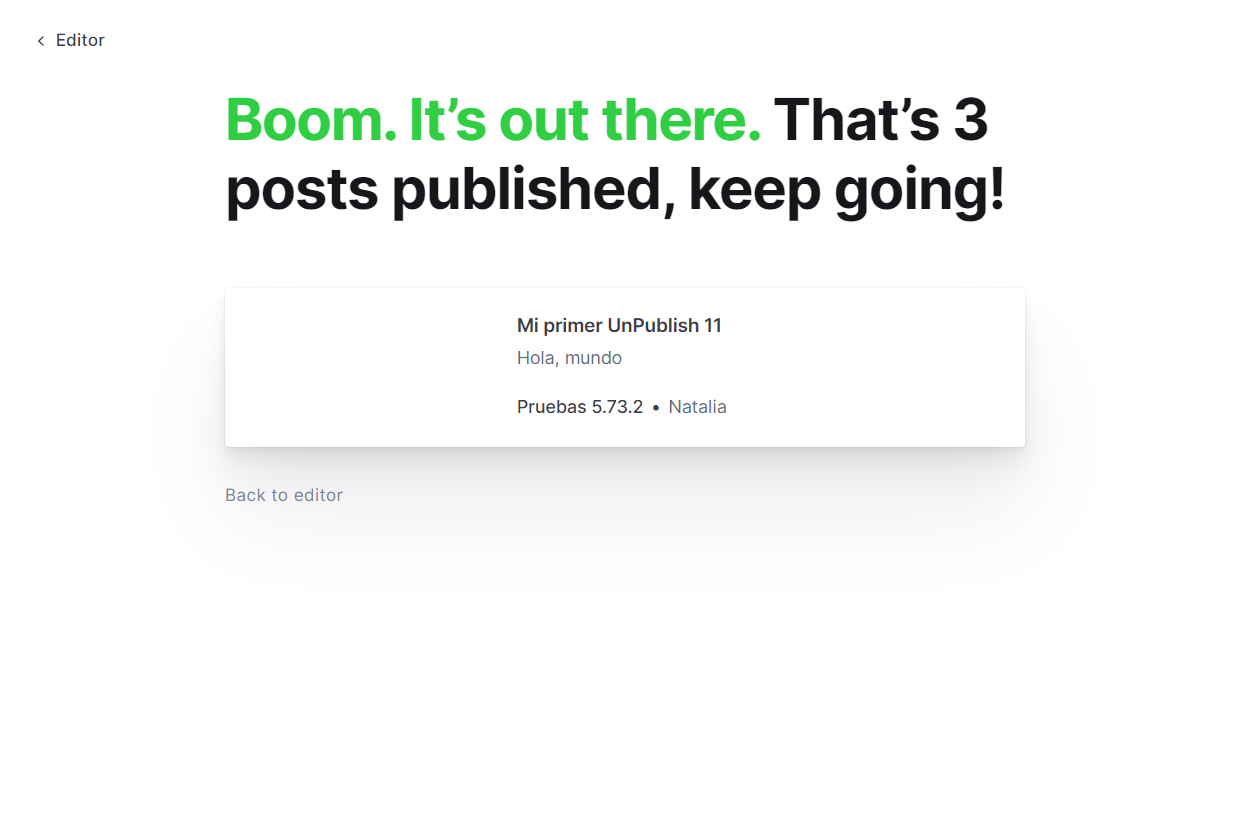 Editor
Boom. It’s out there. That’s 3
posts published, keep going!
Mi primer UnPublish 11
Hola, mundo
Pruebas 5.73.2 • Natalia
Back to editor